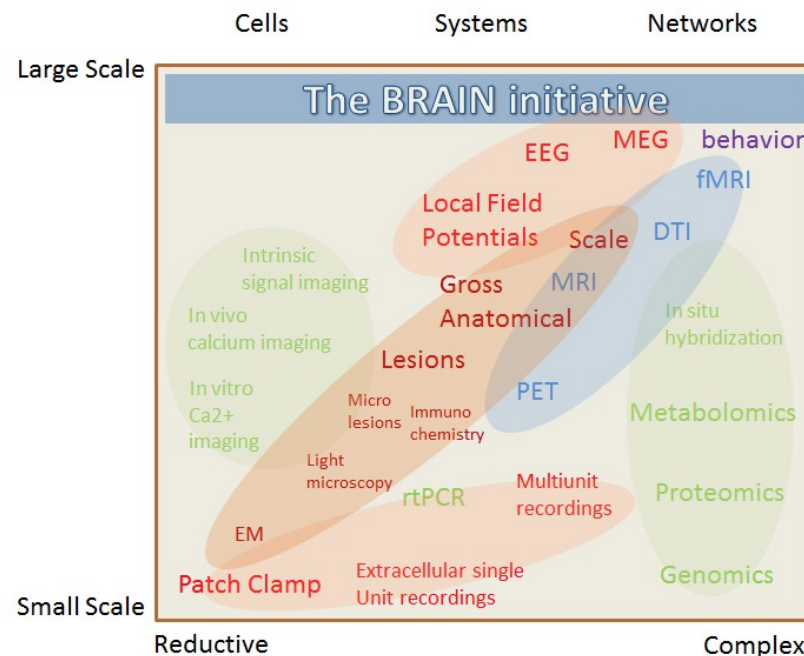 Cells Systems Networks
Large Scale
The BRAIN initiative
EEG MEG behavior
fMRI
Local Field
Potentials Scale DTI
Intrinsic
signal imaging
Gross MRI
Anatomical
In vivo
calcium imaging
In situ
hybridization
Lesions
In vitro
Ca2+
imaging
Micro
lesions
Immuno
chemistry
PET
Metabolomics
Light
microscopy
rtPCR
Multiunit
recordings
Proteomics
EM
Patch Clamp
Extracellular single
Unit recordings
Genomics
Small Scale
Reductive Complex